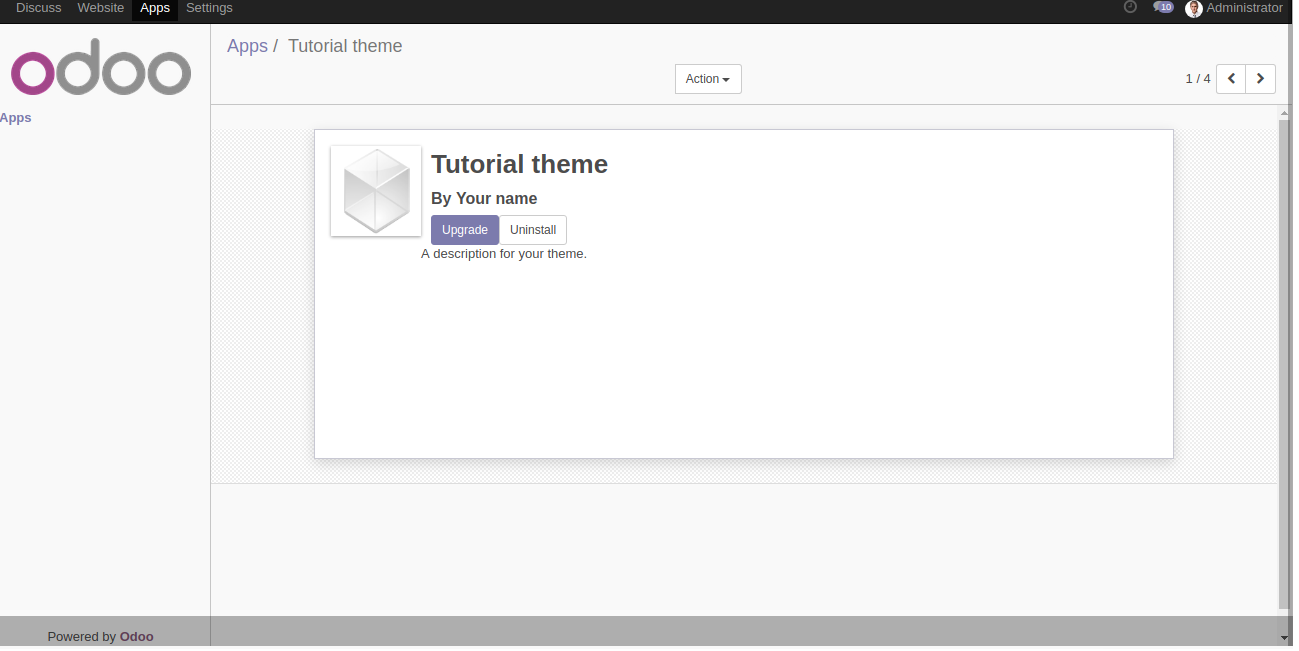 Discuss Website Apps Settings 10 Administrator
odoo
Apps
Apps / Tutorial theme
Action
1 / 4
Tutorial theme
By Your name
Upgrade Uninstall
A description for your theme.
Powered by Odoo